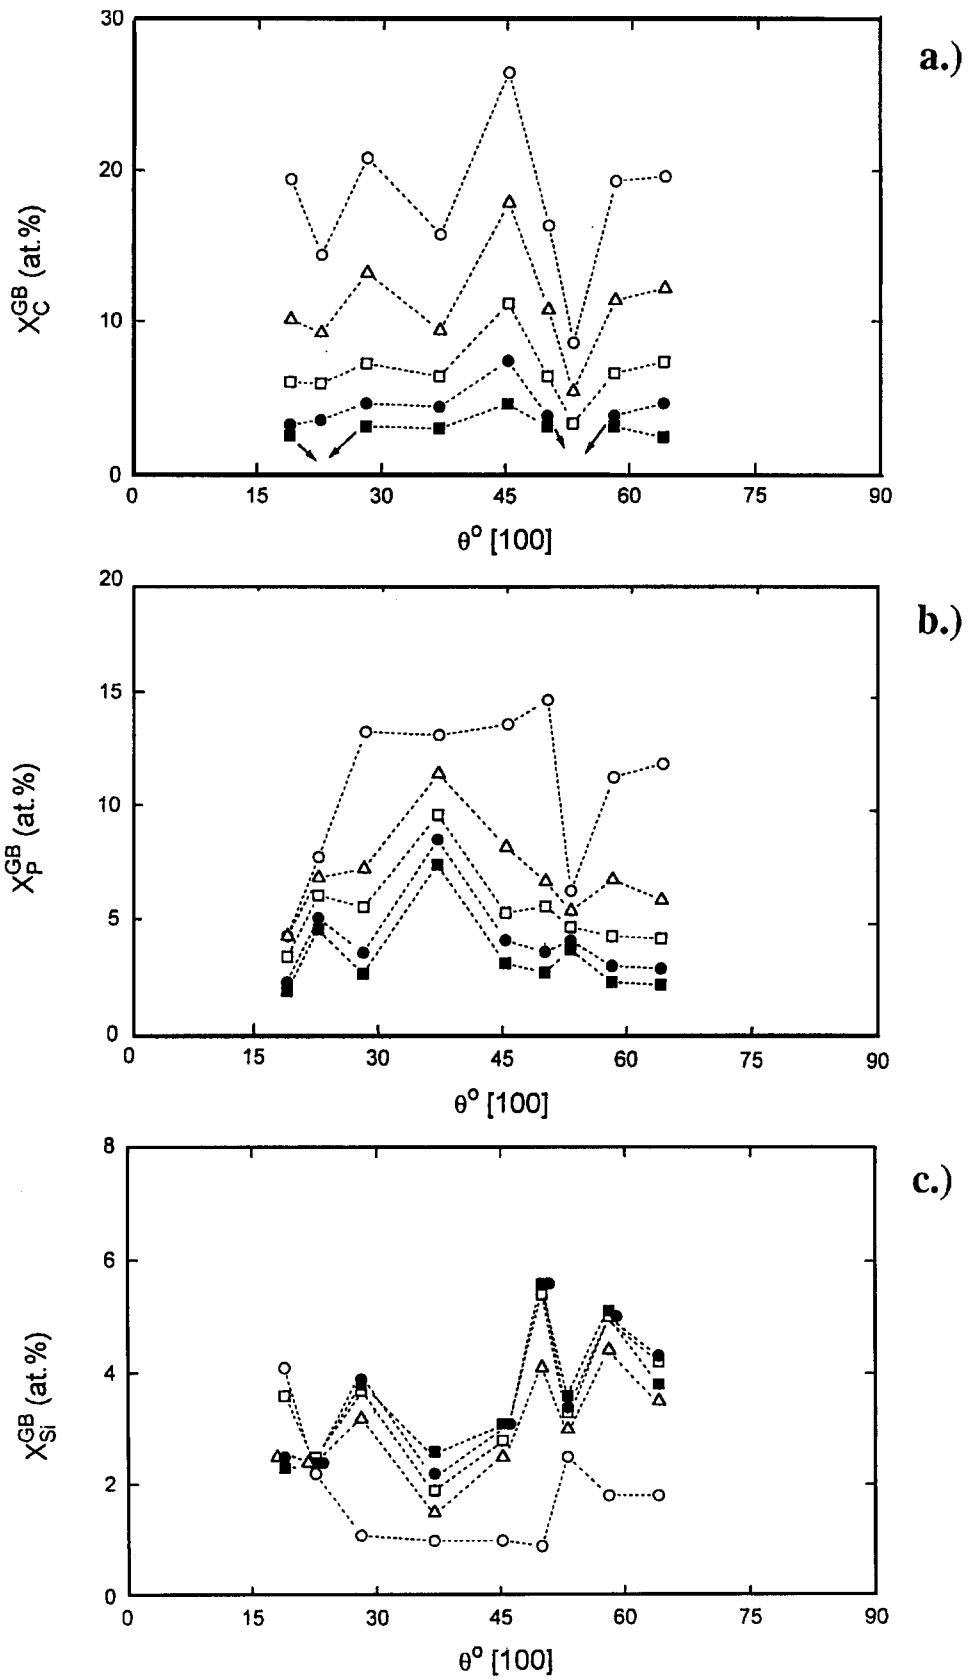 a.)
30
20
10
0
X_C^GB (at.%)
0 15 30 45 60 75 90
θ° [100]
b.)
20
15
10
5
0
X_P^GB (at.%)
0 15 30 45 60 75 90
θ° [100]
c.)
8
6
4
2
0
X_Si^GB (at.%)
0 15 30 45 60 75 90
θ° [100]